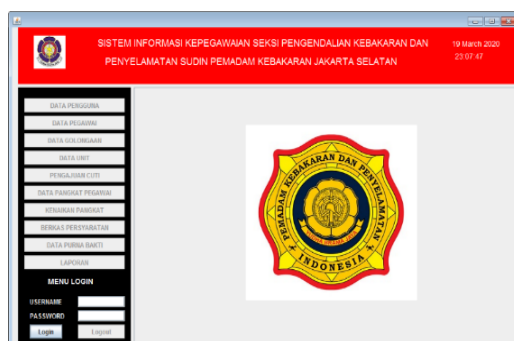 SISTEM INFORMASI KEPEGAWAIAN SEKSI PENGENDALIAN KEBAKARAN DAN
PENYELAMATAN SUDIN PEMADAM KEBAKARAN JAKARTA SELATAN
19 March 2020
23:07:47
DATA PENGGUNA
DATA PEGAWAI
DATA GOLONGAAN
DATA UNIT
PENGAJUAN CUTI
DATA PANGKAT PEGAWAI
KENAIKAN PANGKAT
BERKAS PERSYARATAN
DATA PURNA BAKTI
LAPORAN
MENU LOGIN
USERNAME
PASSWORD
Login Logout
PEMADAM KEBAKARAN DAN PENYELAMATAN
INDONESIA